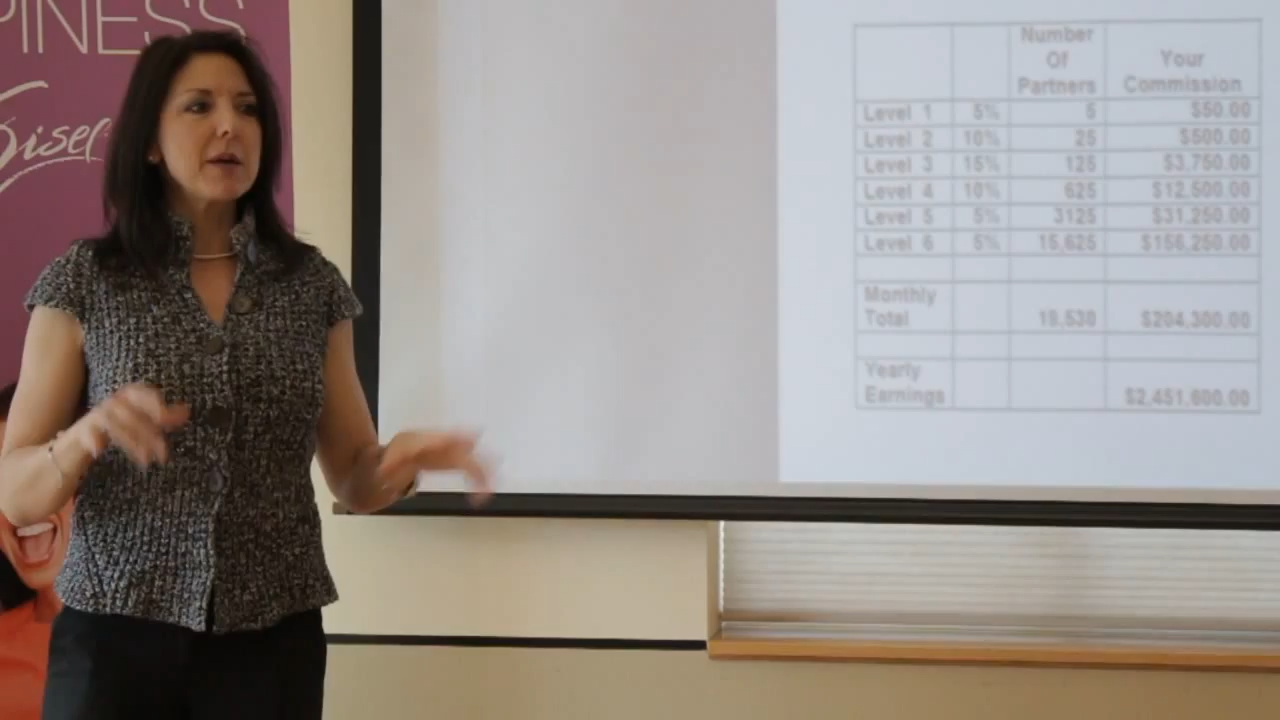 PINESS
Jisel
Number
Of
Partners
Your
Commission
Level 1 5% 5 $50.00
Level 2 10% 25 $500.00
Level 3 15% 125 $3,750.00
Level 4 10% 625 $12,500.00
Level 5 5% 3125 $31,250.00
Level 6 5% 15,625 $156,250.00
Monthly
Total 19,530 $204,300.00
Yearly
Earnings $2,451,600.00